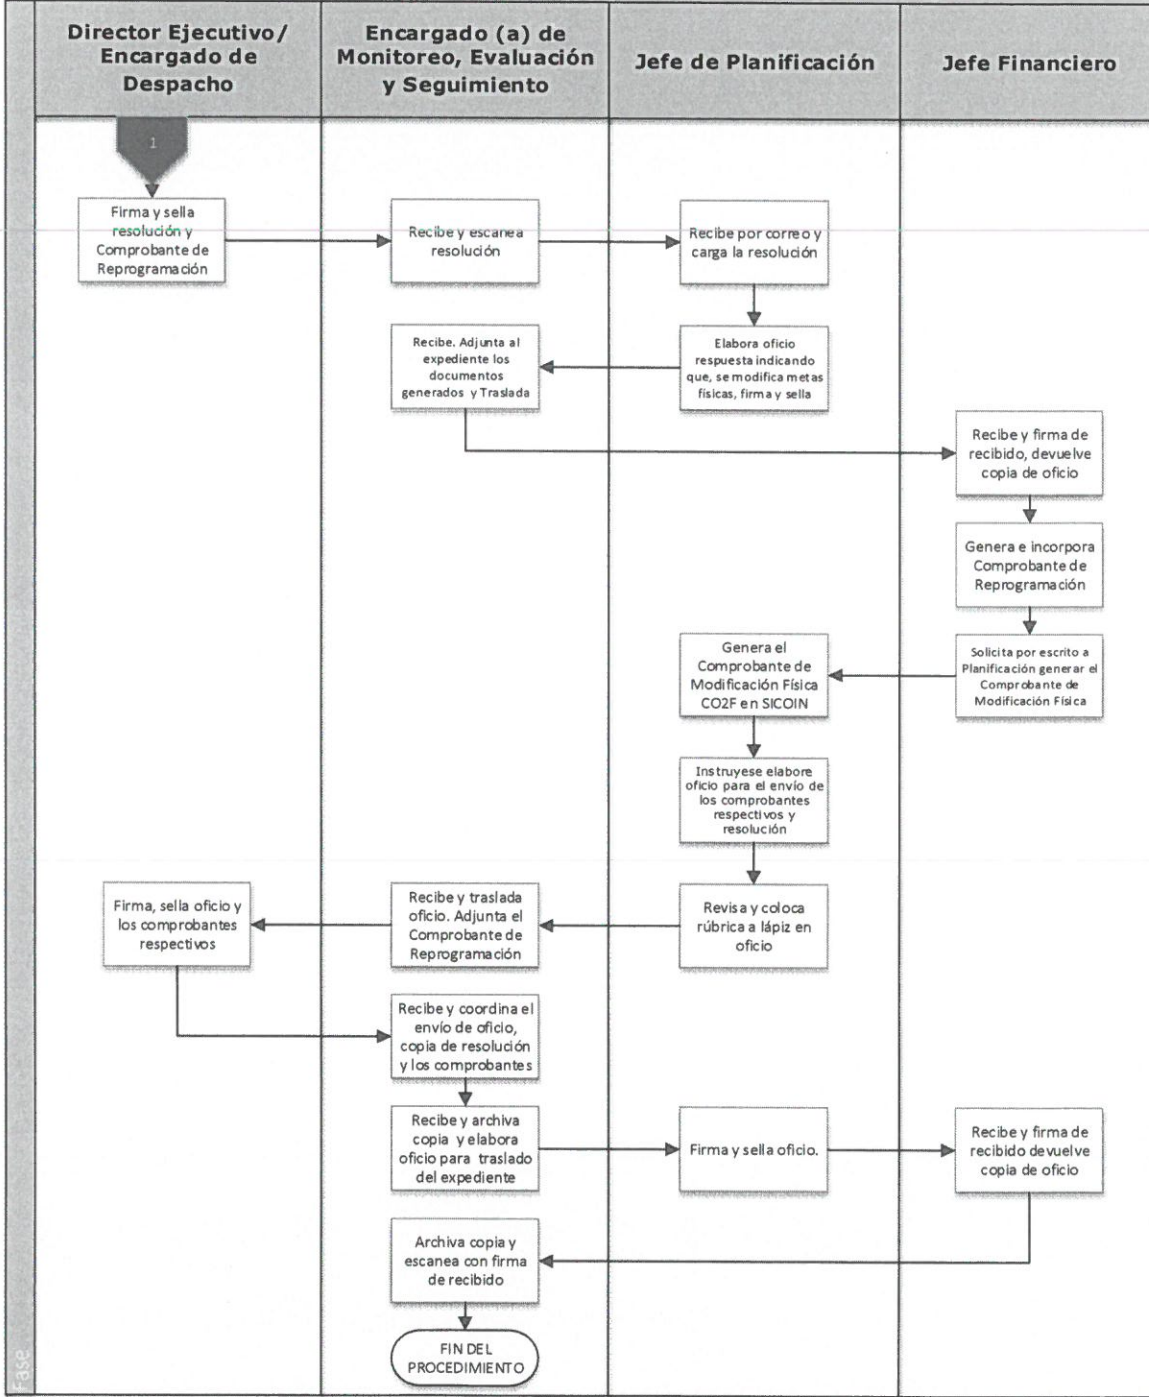 Director Ejecutivo/
Encargado de
Despacho
Encargado (a) de
Monitoreo, Evaluación
y Seguimiento
Jefe de Planificación
Jefe Financiero
1
Firma y sella
resolución y
Comprobante de
Reprogramación
Recibe y escanea
resolución
Recibe por correo y
carga la resolución
Elabora oficio
respuesta indicando
que, se modifica metas
físicas, firma y sella
Recibe. Adjunta al
expediente los
documentos
generados y Traslada
Recibe y firma de
recibido, devuelve
copia de oficio
Genera e incorpora
Comprobante de
Reprogramación
Solicita por escrito a
Planificación generar el
Comprobante de
Modificación Física
Genera el
Comprobante de
Modificación Física
CO2F en SICOIN
Instruyese elabore
oficio para el envío de
los comprobantes
respectivos y
resolución
Revisa y coloca
rúbrica a lápiz en
oficio
Recibe y traslada
oficio. Adjunta el
Comprobante de
Reprogramación
Firma, sella oficio y
los comprobantes
respectivos
Recibe y coordina el
envío de oficio,
copia de resolución
y los comprobantes
Recibe y archiva
copia y elabora
oficio para traslado
del expediente
Firma y sella oficio.
Recibe y firma de
recibido devuelve
copia de oficio
Archiva copia y
escanea con firma
de recibido
FIN DEL
PROCEDIMIENTO
Fase